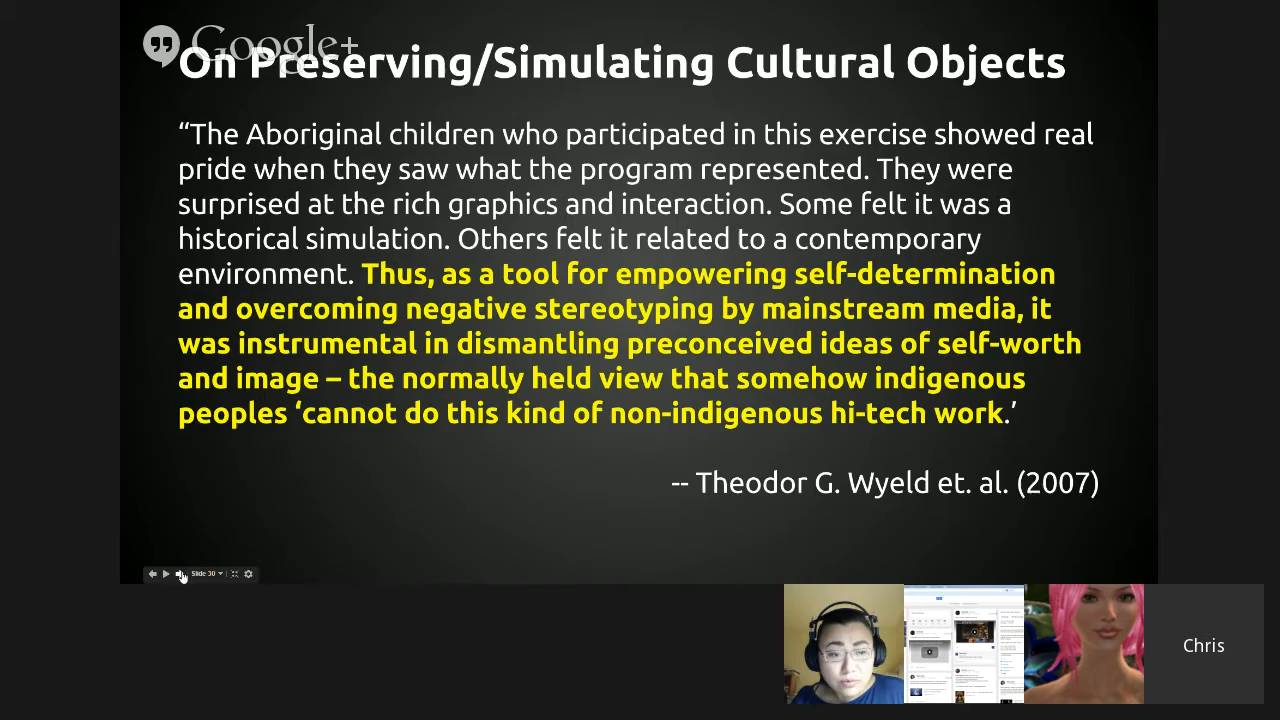 Google+
On Preserving/Simulating Cultural Objects
“The Aboriginal children who participated in this exercise showed real
pride when they saw what the program represented. They were
surprised at the rich graphics and interaction. Some felt it was a
historical simulation. Others felt it related to a contemporary
environment. Thus, as a tool for empowering self-determination
and overcoming negative stereotyping by mainstream media, it
was instrumental in dismantling preconceived ideas of self-worth
and image – the normally held view that somehow indigenous
peoples ‘cannot do this kind of non-indigenous hi-tech work.’
-- Theodor G. Wyeld et. al. (2007)
Slide 30
Chris